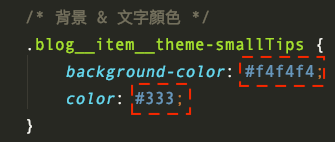 /* 背景 & 文字顏色 */
.blog__item__theme-smallTips {
background-color: #f4f4f4;
color: #333;
}